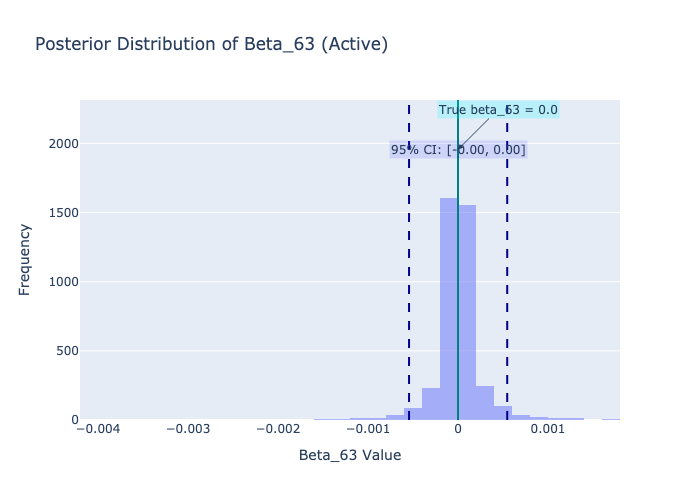 Posterior Distribution of Beta_63 (Active)
True beta_63 = 0.0
95% CI: [-0.00, 0.00]
2000
1500
1000
500
0
Frequency
−0.004
−0.003
−0.002
−0.001
0
0.001
Beta_63 Value